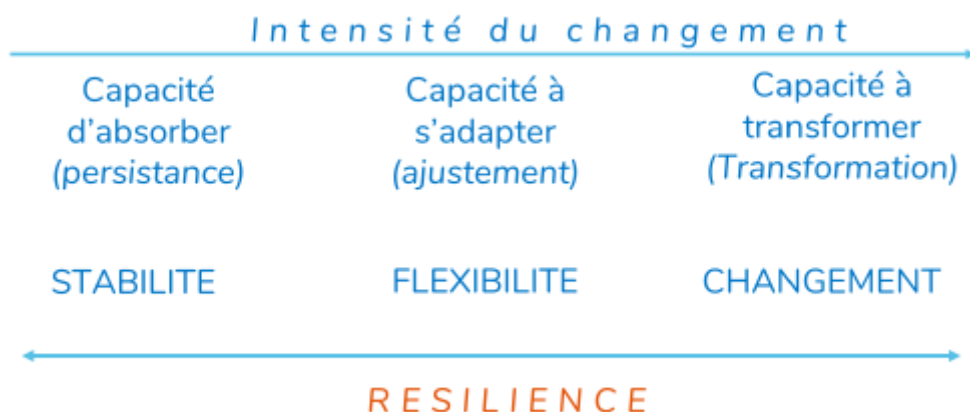 Intensité du changement
Capacité
d'absorber
(persistance)
Capacité à
s'adapter
(ajustement)
Capacité à
transformer
(Transformation)
STABILITE
FLEXIBILITE
CHANGEMENT
RESILIENCE